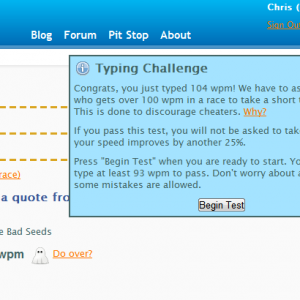 Chris (
Sign Ou
Blog Forum Pit Stop About
Typing Challenge
Congrats, you just typed 104 wpm! We have to as
who gets over 100 wpm in a race to take a short
This is done to discourage cheaters. Why?
If you pass this test, you will not be asked to take
your speed improves by another 25%.
Press "Begin Test" when you are ready to start. Yo
type at least 93 wpm to pass. Don't worry about a
some mistakes are allowed.
Begin Test
race)
a quote fro
e Bad Seeds
wpm Do over?